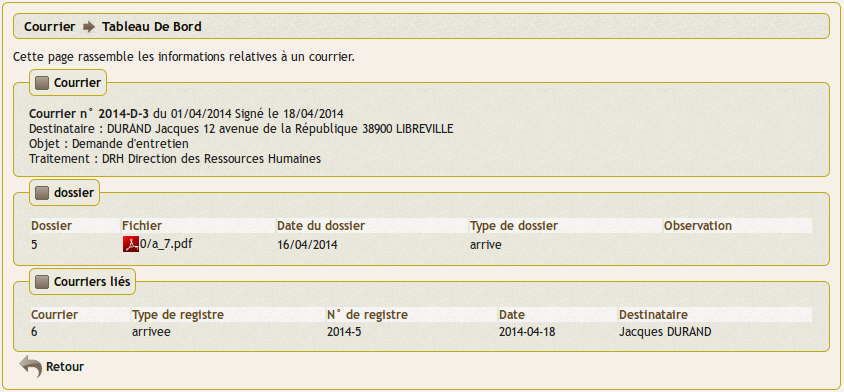 Courrier Tableau De Bord
Cette page rassemble les informations relatives à un courrier.
Courrier
Courrier n° 2014-D-3 du 01/04/2014 Signé le 18/04/2014
Destinataire : DURAND Jacques 12 avenue de la République 38900 LIBREVILLE
Objet : Demande d'entretien
Traitement : DRH Direction des Ressources Humaines
dossier
Dossier Fichier Date du dossier Type de dossier Observation
5 0/a_7.pdf 16/04/2014 arrive
Courriers liés
Courrier Type de registre N° de registre Date Destinataire
6 arrivee 2014-5 2014-04-18 Jacques DURAND
Retour